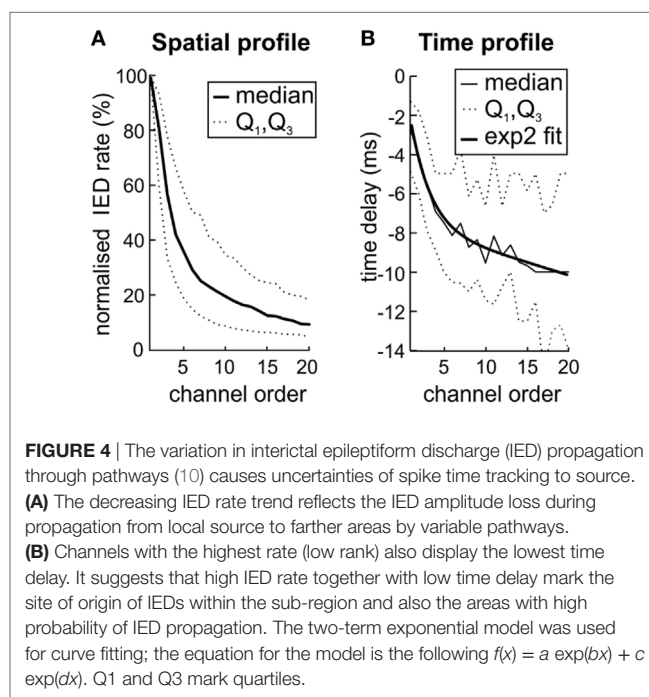 A Spatial profile
100
80
60
40
20
0
normalised IED rate (%)
median
Q1,Q3
5 10 15 20
channel order
B Time profile
0
-2
-4
-6
-8
-10
-12
-14
time delay (ms)
median
Q1,Q3
exp2 fit
5 10 15 20
channel order
FIGURE 4 | The variation in interictal epileptiform discharge (IED) propagation
through pathways (10) causes uncertainties of spike time tracking to source.
(A) The decreasing IED rate trend reflects the IED amplitude loss during
propagation from local source to farther areas by variable pathways.
(B) Channels with the highest rate (low rank) also display the lowest time
delay. It suggests that high IED rate together with low time delay mark the
site of origin of IEDs within the sub-region and also the areas with high
probability of IED propagation. The two-term exponential model was used
for curve fitting; the equation for the model is the following f(x) = a exp(bx) + c
exp(dx). Q1 and Q3 mark quartiles.